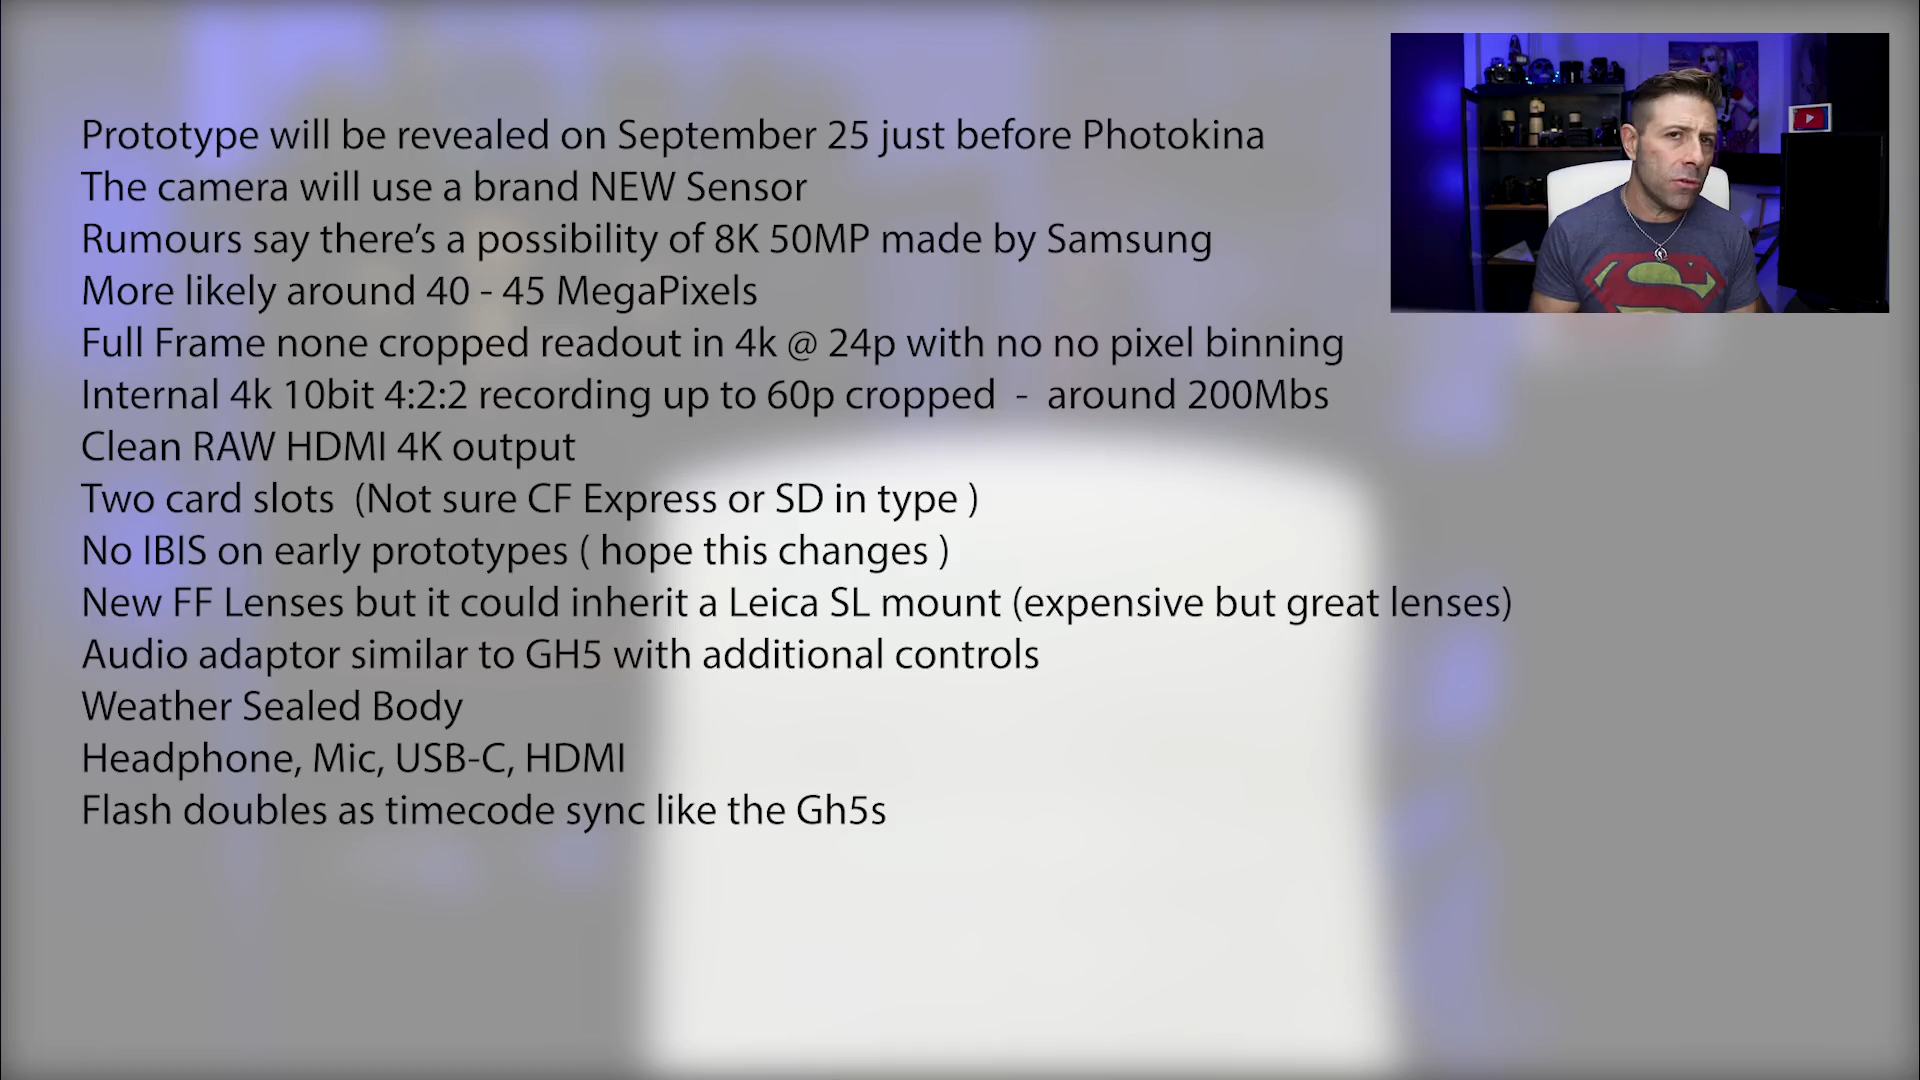 Prototype will be revealed on September 25 just before Photokina
The camera will use a brand NEW Sensor
Rumours say there's a possibility of 8K 50MP made by Samsung
More likely around 40 - 45 MegaPixels
Full Frame none cropped readout in 4k @ 24p with no no pixel binning
Internal 4k 10bit 4:2:2 recording up to 60p cropped - around 200Mbs
Clean RAW HDMI 4K output
Two card slots (Not sure CF Express or SD in type )
No IBIS on early prototypes ( hope this changes )
New FF Lenses but it could inherit a Leica SL mount (expensive but great lenses)
Audio adaptor similar to GH5 with additional controls
Weather Sealed Body
Headphone, Mic, USB-C, HDMI
Flash doubles as timecode sync like the Gh5s